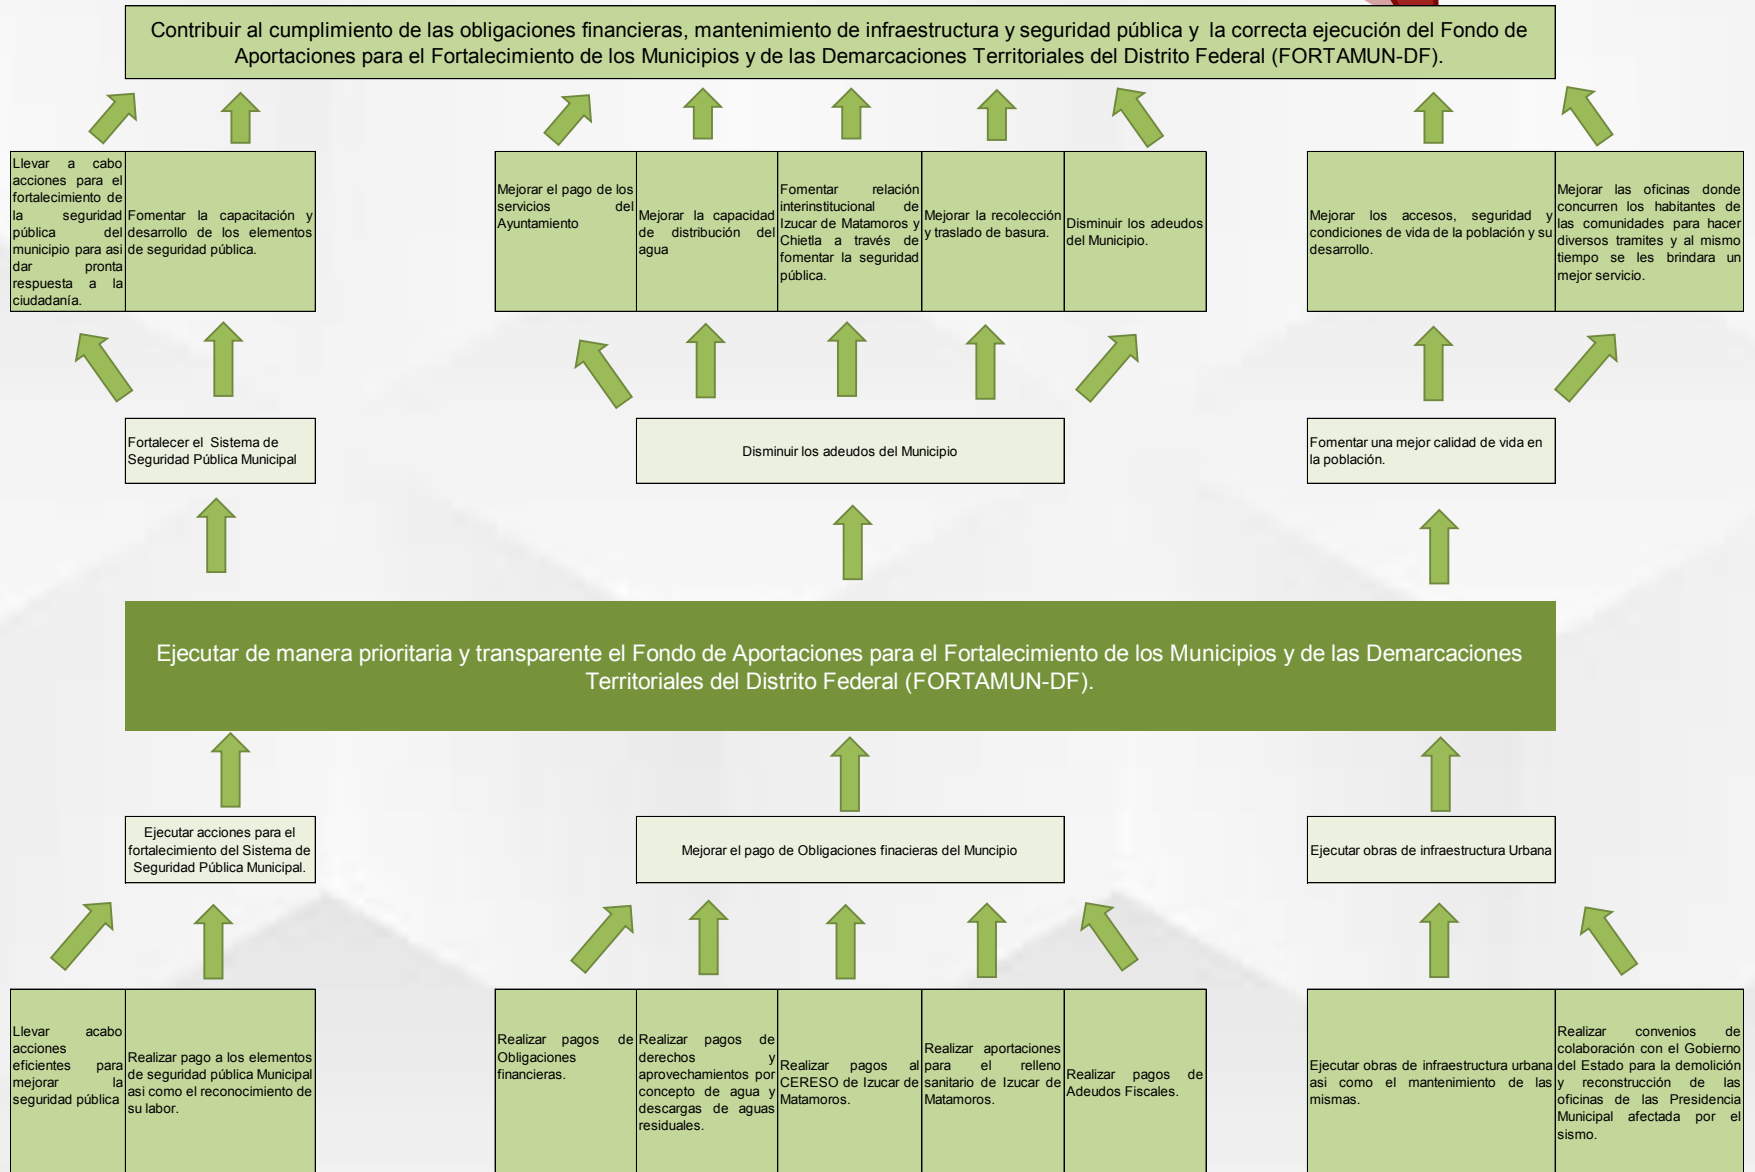 Contribuir al cumplimiento de las obligaciones financieras, mantenimiento de infraestructura y seguridad pública y la correcta ejecución del Fondo de
Aportaciones para el Fortalecimiento de los Municipios y de las Demarcaciones Territoriales del Distrito Federal (FORTAMUN-DF).
Llevar a cabo
acciones para el
fortalecimiento de
la seguridad
pública del
municipio para asi
dar pronta
respuesta a la
ciudadanía.
Fomentar la capacitación y
desarrollo de los elementos
de seguridad pública.
Mejorar el pago de los
servicios del
Ayuntamiento
Mejorar la capacidad
de distribución del
agua
Fomentar relación
interinstitucional de
Izucar de Matamoros y
Chietla a través de
fomentar la seguridad
pública.
Mejorar la recolección
y traslado de basura.
Disminuir los adeudos
del Municipio.
Mejorar los accesos, seguridad y
condiciones de vida de la población y su
desarrollo.
Mejorar las oficinas donde
concurren los habitantes de
las comunidades para hacer
diversos tramites y al mismo
tiempo se les brindara un
mejor servicio.
Fortalecer el Sistema de
Seguridad Pública Municipal
Disminuir los adeudos del Municipio
Fomentar una mejor calidad de vida en
la población.
Ejecutar de manera prioritaria y transparente el Fondo de Aportaciones para el Fortalecimiento de los Municipios y de las Demarcaciones
Territoriales del Distrito Federal (FORTAMUN-DF).
Ejecutar acciones para el
fortalecimiento del Sistema de
Seguridad Pública Municipal.
Mejorar el pago de Obligaciones finacieras del Muncipio
Ejecutar obras de infraestructura Urbana
Llevar acabo
acciones
eficientes para
mejorar la
seguridad pública
Realizar pago a los elementos
de seguridad pública Municipal
asi como el reconocimiento de
su labor.
Realizar pagos de
Obligaciones
financieras.
Realizar pagos de
derechos y
aprovechamientos por
concepto de agua y
descargas de aguas
residuales.
Realizar pagos al
CERESO de Izucar de
Matamoros.
Realizar aportaciones
para el relleno
sanitario de Izucar de
Matamoros.
Realizar pagos de
Adeudos Fiscales.
Ejecutar obras de infraestructura urbana
asi como el mantenimiento de las
mismas.
Realizar convenios de
colaboración con el Gobierno
del Estado para la demolición
y reconstrucción de las
oficinas de las Presidencia
Municipal afectada por el
sismo.